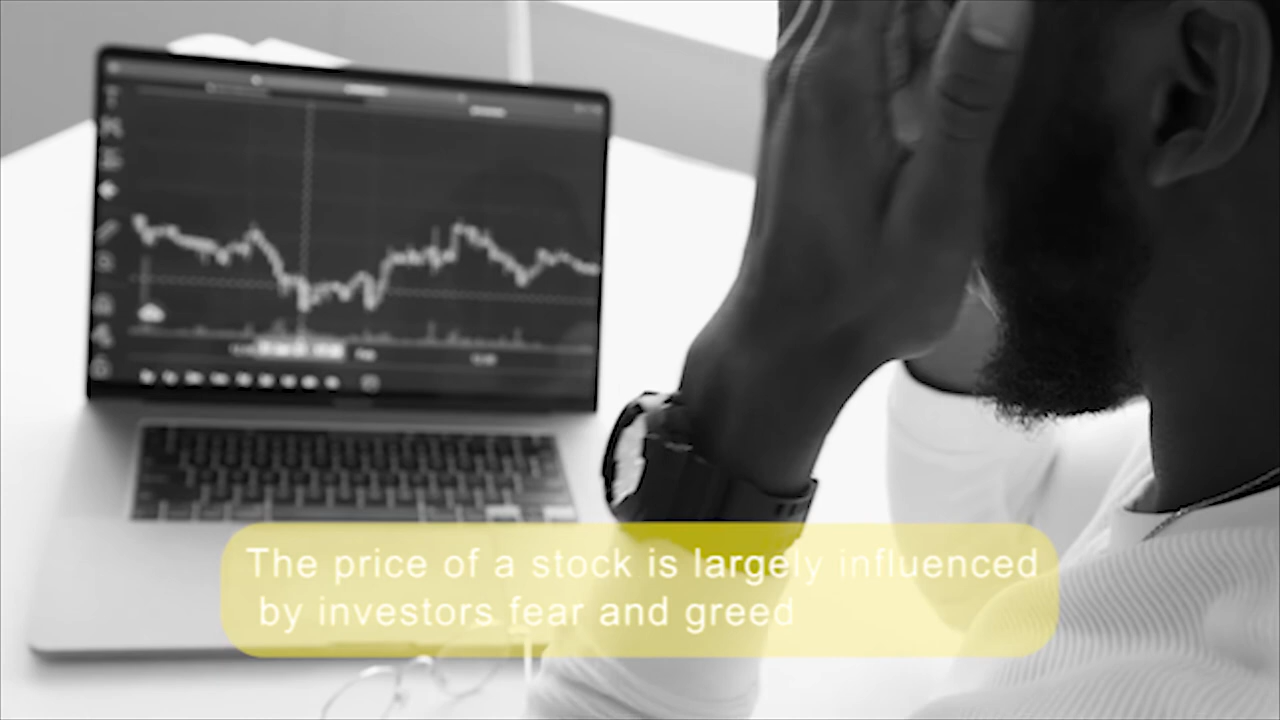 The price of a stock is largely influenced
by investors fear and greed